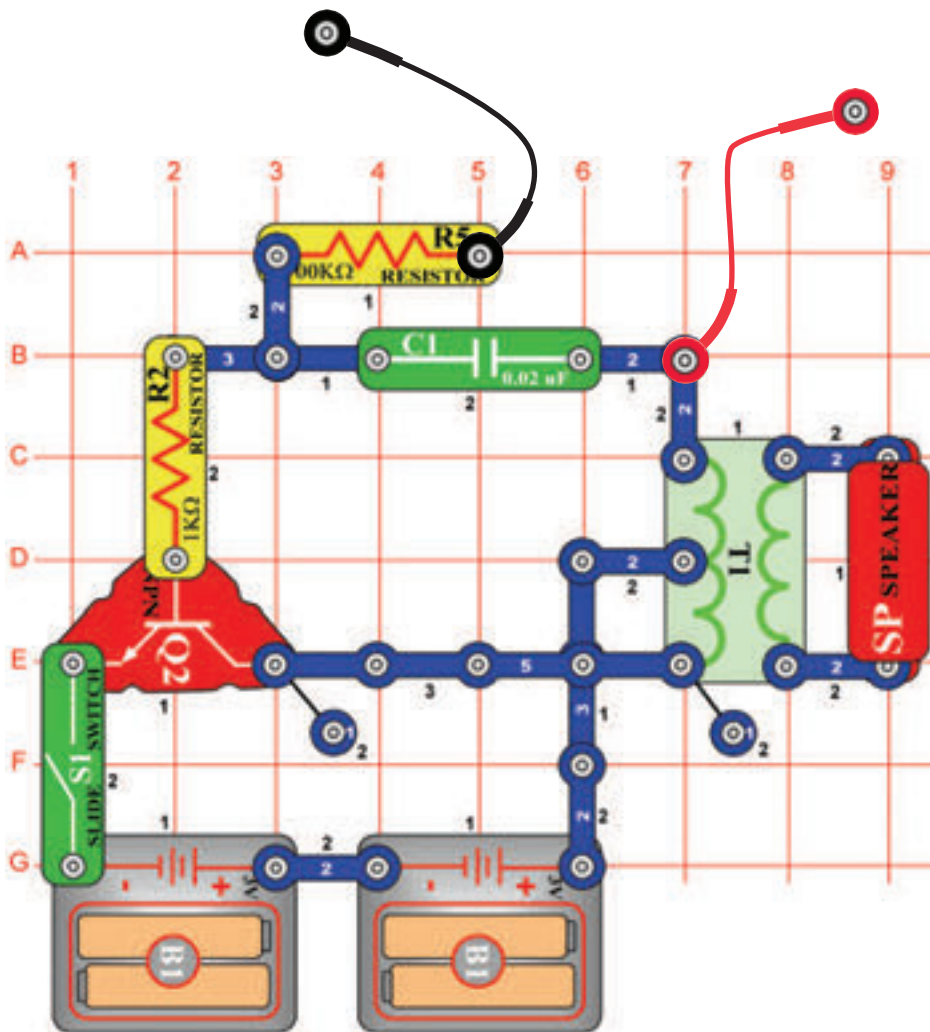 1 2 3 4 5 6 7 8 9
A
R5
00KΩ RESISTOR
2 2 1
B
3 1
C1
0.02 uF
2
2 1
2 2
R2
RESISTOR
1KΩ
2
C
1
2 2
T1
SP SPEAKER
1
D
2 2
NPN
Q2
1
E
3 5
2 2
3 1
1 2
1 2
F
S1
SLIDE SWITCH
2
2 2
G
1
- + 3V
B1
2 2
1
- + 3V
B1